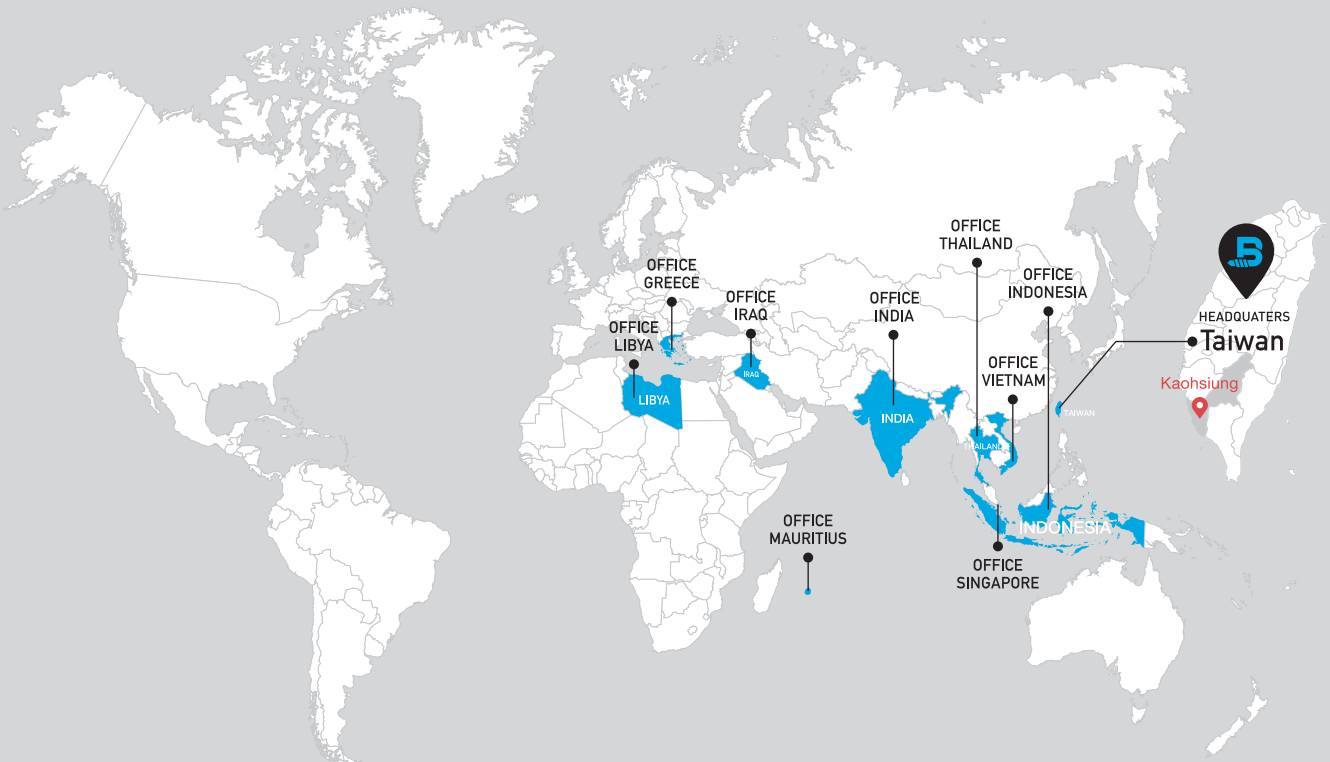 OFFICE
THAILAND
OFFICE
GREECE
OFFICE
INDONESIA
OFFICE
IRAQ
OFFICE
INDIA
OFFICE
LIBYA
HEADQUATERS
Taiwan
OFFICE
VIETNAM
IRAQ
Kaohsiung
LIBYA
TAIWAN
INDIA
THAILAND
OFFICE
MAURITIUS
INDONESIA
OFFICE
SINGAPORE
B